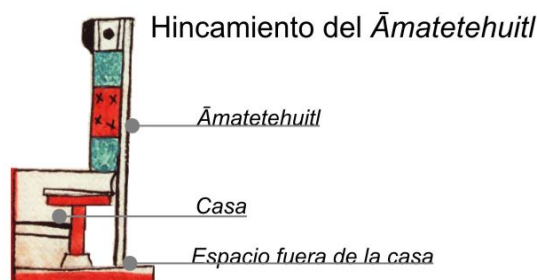 Hincamiento del Āmatetehuitl
Āmatetehuitl
Casa
Espacio fuera de la casa